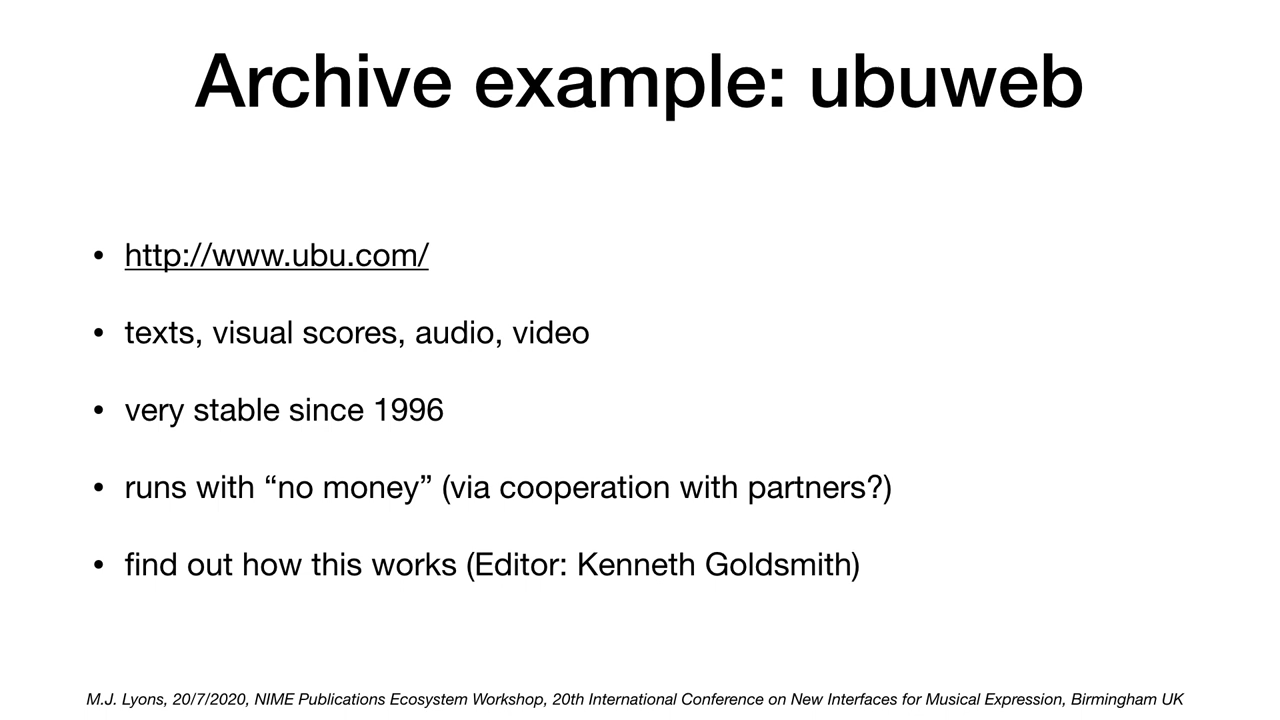 Archive example: ubuweb
• http://www.ubu.com/
• texts, visual scores, audio, video
• very stable since 1996
• runs with “no money” (via cooperation with partners?)
• find out how this works (Editor: Kenneth Goldsmith)
M.J. Lyons, 20/7/2020, NIME Publications Ecosystem Workshop, 20th International Conference on New Interfaces for Musical Expression, Birmingham UK